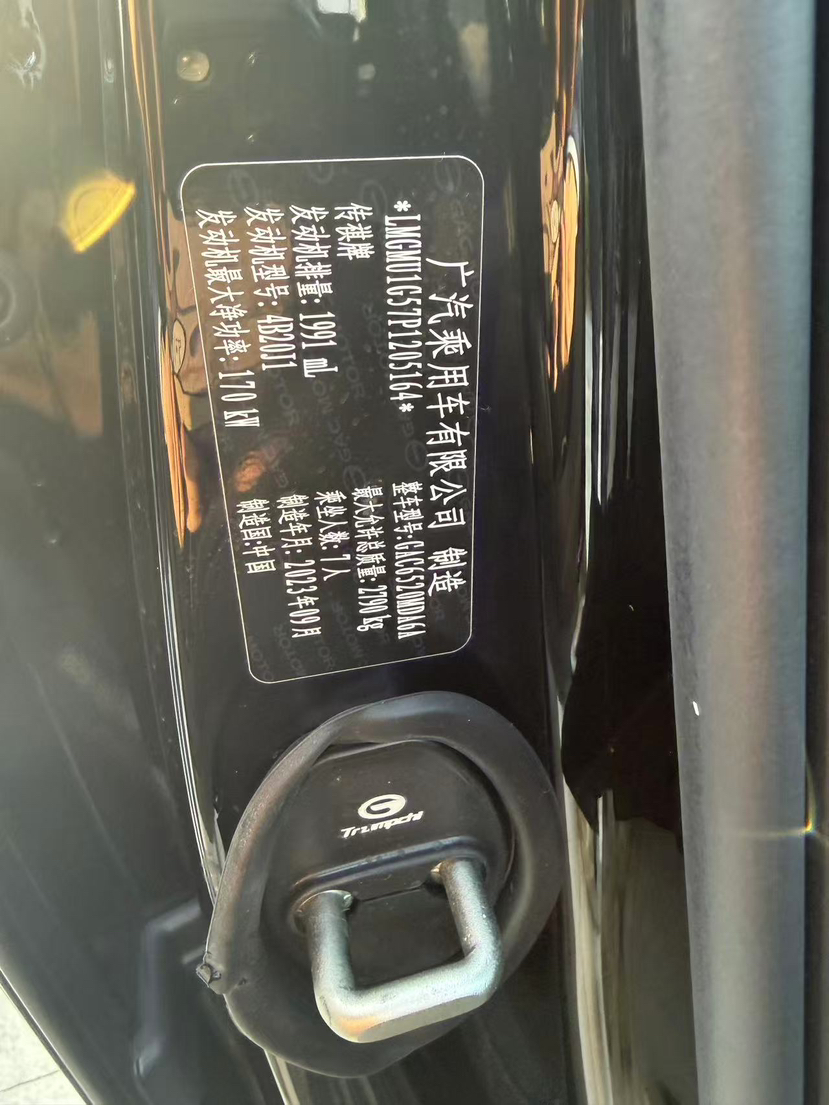 广汽乘用车有限公司 制造
*LMGMU1G57P1205164*
整车型号:GAC6520MDA6A
传祺牌
最大允许总质量:2790 kg
发动机排量: 1991 mL
乘坐人数: 7人
发动机型号: 4B20J1
制造年月: 2023年09月
发动机最大净功率: 170 kW
制造国:中国
Trumpchi